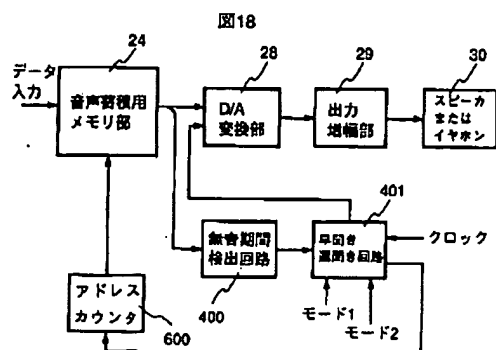 図18
24
28
29
30
データ
入力
音声蓄積用
メモリ部
D/A
変換部
出力
増幅部
スピーカ
または
イヤホン
401
無音期間
検出回路
400
早聞き
遅聞き回路
クロック
アドレス
カウンタ
600
モード1
モード2